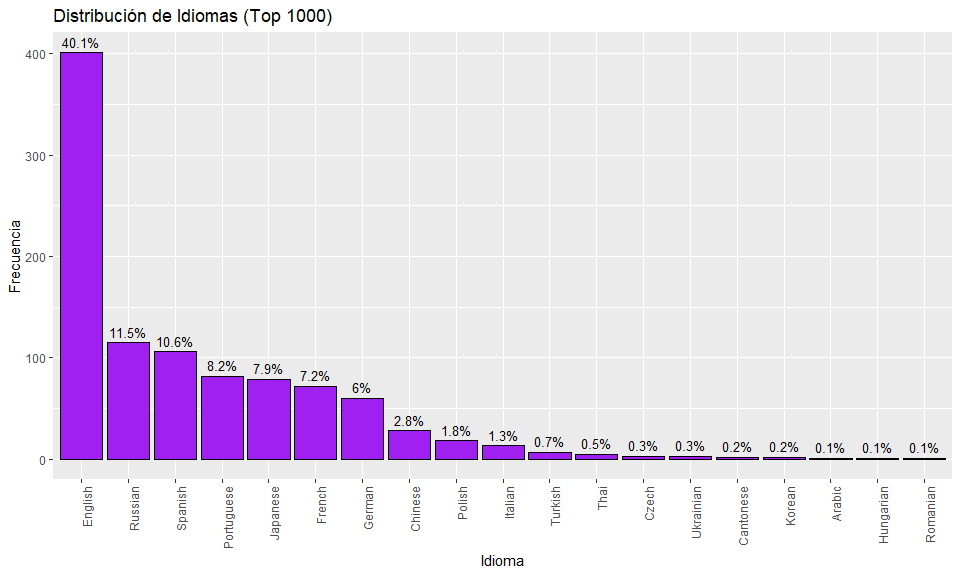 Distribución de Idiomas (Top 1000)
40.1%
11.5%
10.6%
8.2%
7.9%
7.2%
6%
2.8%
1.8%
1.3%
0.7%
0.5%
0.3%
0.3%
0.2%
0.2%
0.1%
0.1%
0.1%
400
300
200
100
0
Frecuencia
English
Russian
Spanish
Portuguese
Japanese
French
German
Chinese
Polish
Italian
Turkish
Thai
Czech
Ukrainian
Cantonese
Korean
Arabic
Hungarian
Romanian
Idioma